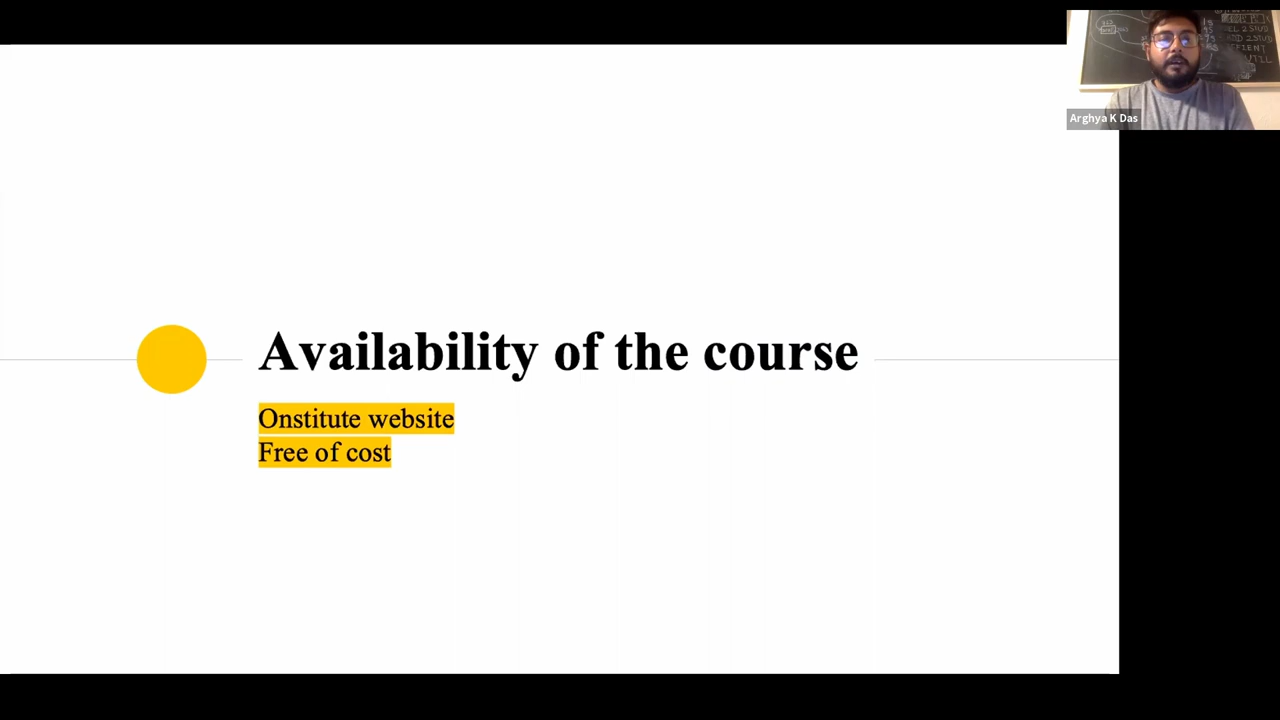 Availability of the course
Onstitute website
Free of cost
Arghya K Das